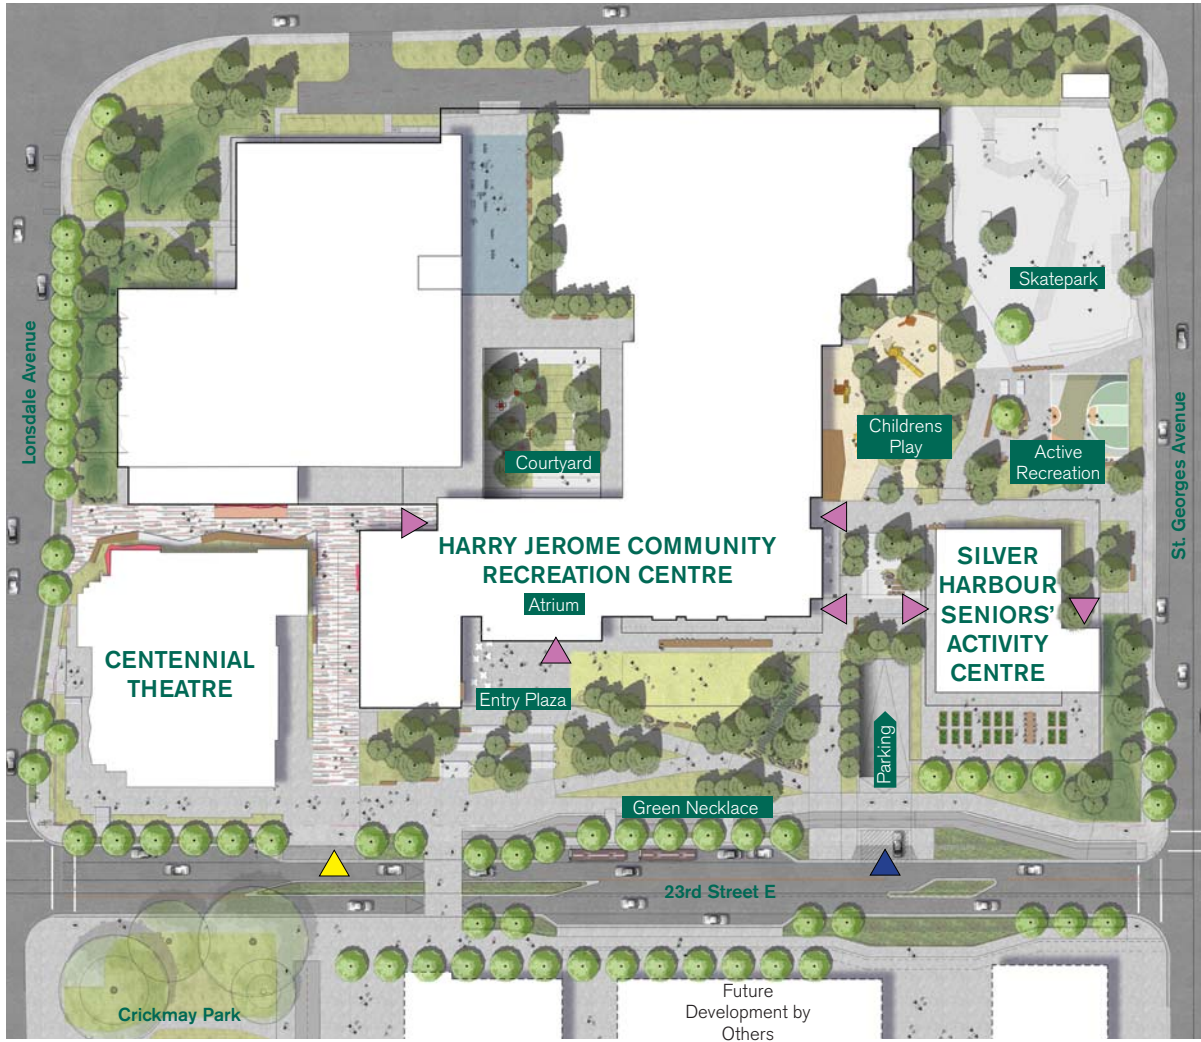 Skatepark
Lonsdale Avenue
St. Georges Avenue
Childrens
Play
Active
Recreation
Courtyard
HARRY JEROME COMMUNITY
RECREATION CENTRE
Atrium
SILVER
HARBOUR
SENIORS'
ACTIVITY
CENTRE
CENTENNIAL
THEATRE
Entry Plaza
Parking
Green Necklace
23rd Street E
Crickmay Park
Future
Development by
Others